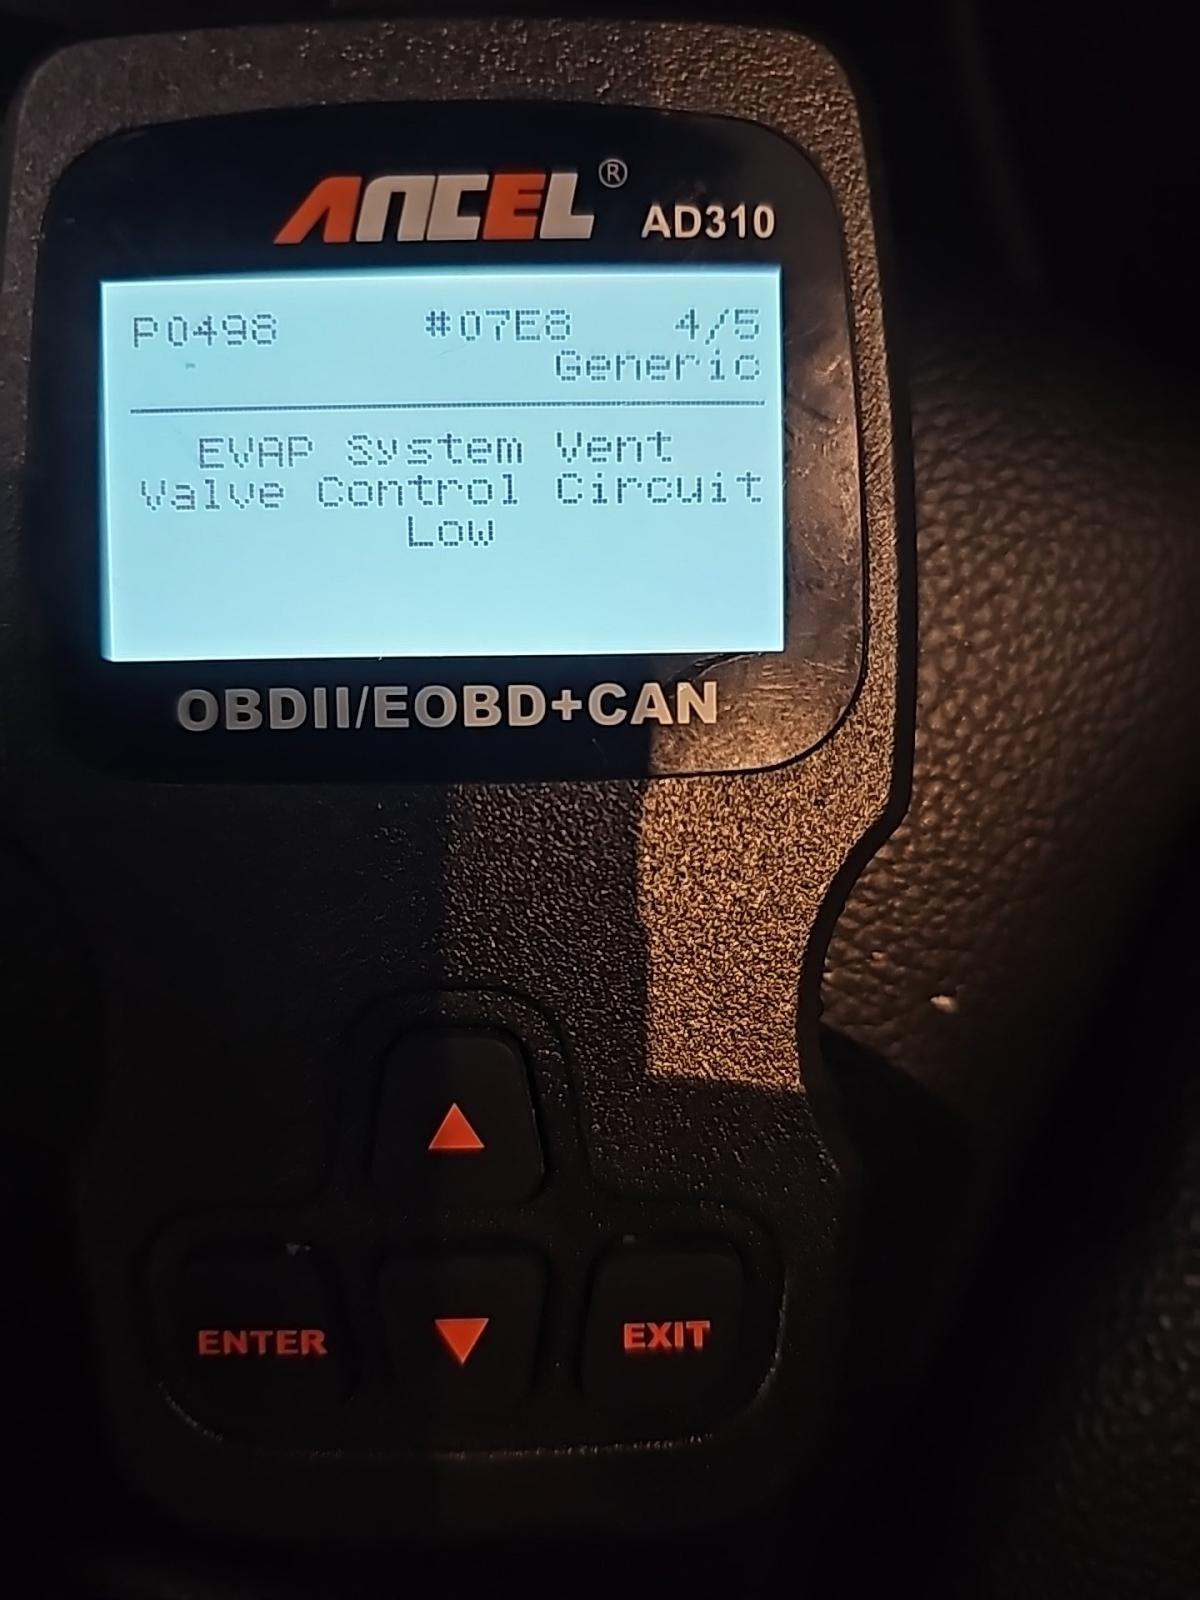 ANCEL® AD310
P0498 #07E8 4/5
Generic
EVAP System Vent
Valve Control Circuit
Low
OBDII/EOBD+CAN
ENTER EXIT